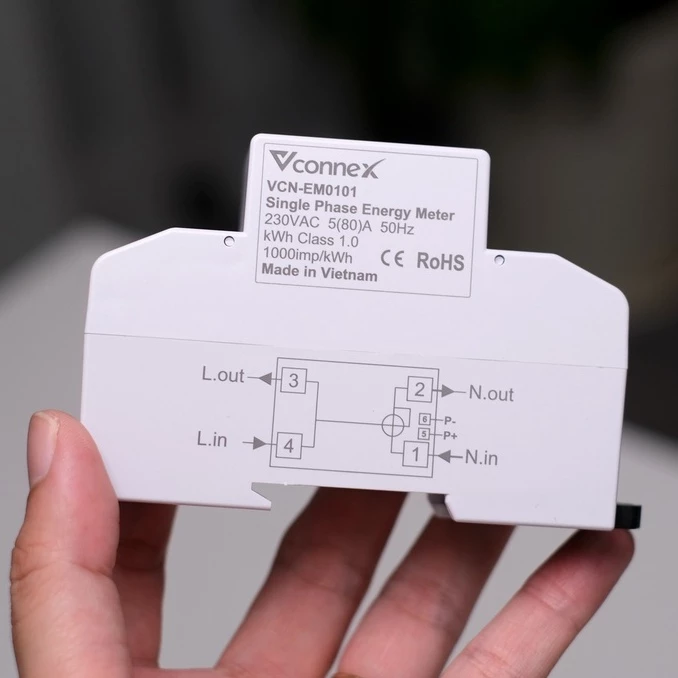 Vconnex
VCN-EM0101
Single Phase Energy Meter
230VAC 5(80)A 50Hz
kWh Class 1.0
1000imp/kWh CE RoHS
Made in Vietnam
L.out 3 2 N.out
6 P-
5 P+
L.in 4 1 N.in